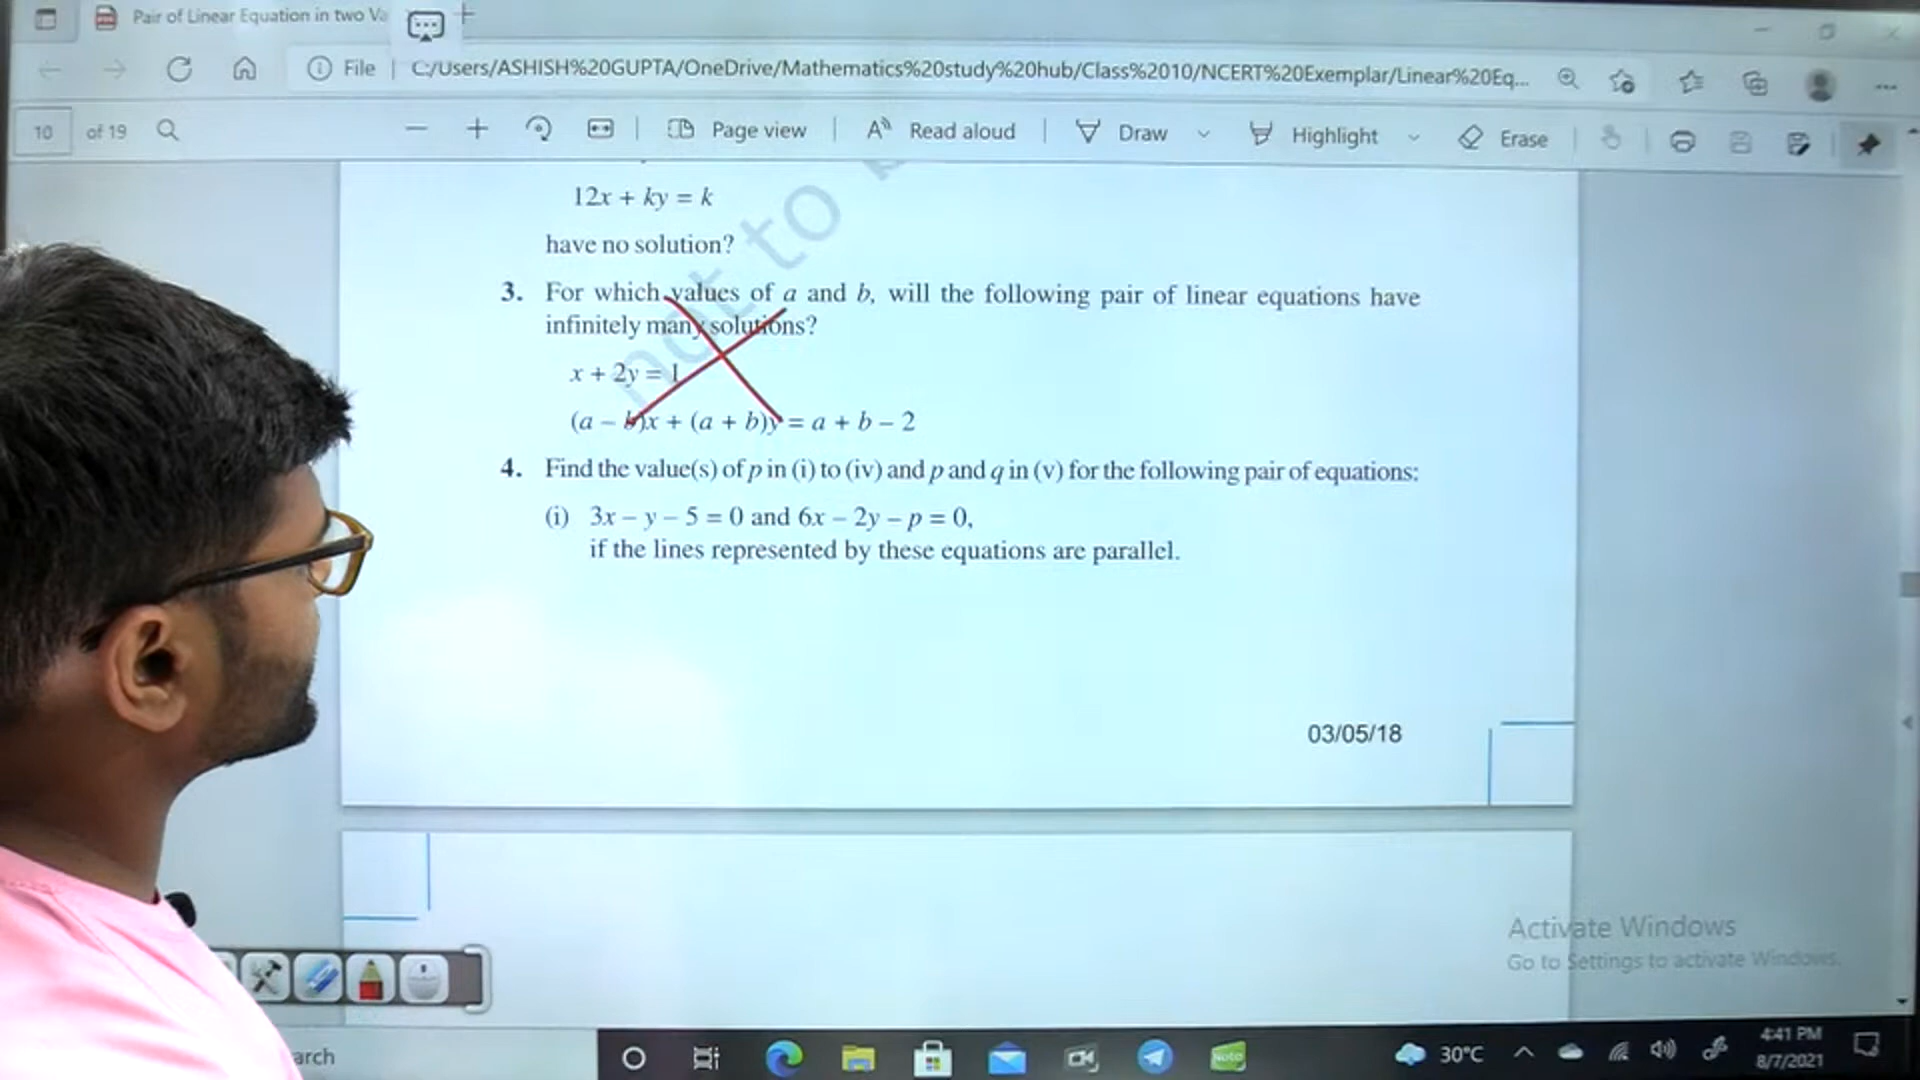 Pair of Linear Equation in two Va
File
C:/Users/ASHISH%20GUPTA/OneDrive/Mathematics%20study%20hub/Class%2010/NCERT%20Exemplar/Linear%20Eq...
10 of 19
Page view
Read aloud
Draw
Highlight
Erase
not to
12x + ky = k
have no solution?
3. For which values of a and b, will the following pair of linear equations have
infinitely many solutions?
x + 2y = 1
(a – b)x + (a + b)y = a + b – 2
4. Find the value(s) of p in (i) to (iv) and p and q in (v) for the following pair of equations:
(i) 3x – y – 5 = 0 and 6x – 2y – p = 0,
if the lines represented by these equations are parallel.
03/05/18
Activate Windows
Go to Settings to activate Windows.
arch
Note
30°C
4:41 PM
8/7/2021